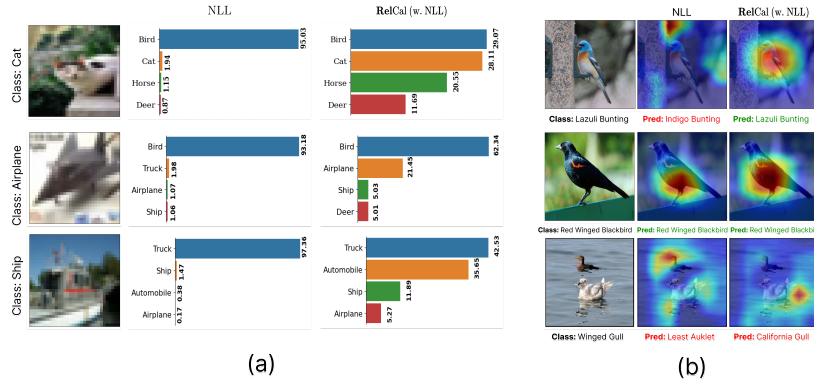 NLL
RelCal (w. NLL)
Class: Cat
Bird
95.03
Cat
1.94
Horse
1.15
Deer
0.87
Bird
29.07
Cat
28.11
Horse
20.55
Deer
11.69
Class: Airplane
Bird
93.18
Truck
1.98
Airplane
1.07
Ship
1.06
Bird
62.34
Airplane
21.45
Ship
5.03
Deer
5.01
Class: Ship
Truck
97.36
Ship
1.47
Automobile
0.38
Airplane
0.17
Truck
42.53
Automobile
35.65
Ship
11.89
Airplane
5.27
(a)
NLL
RelCal (w. NLL)
Class: Lazuli Bunting
Pred: Indigo Bunting
Pred: Lazuli Bunting
Class: Red Winged Blackbird
Pred: Red Winged Blackbird
Pred: Red Winged Blackbird
Class: Winged Gull
Pred: Least Auklet
Pred: California Gull
(b)